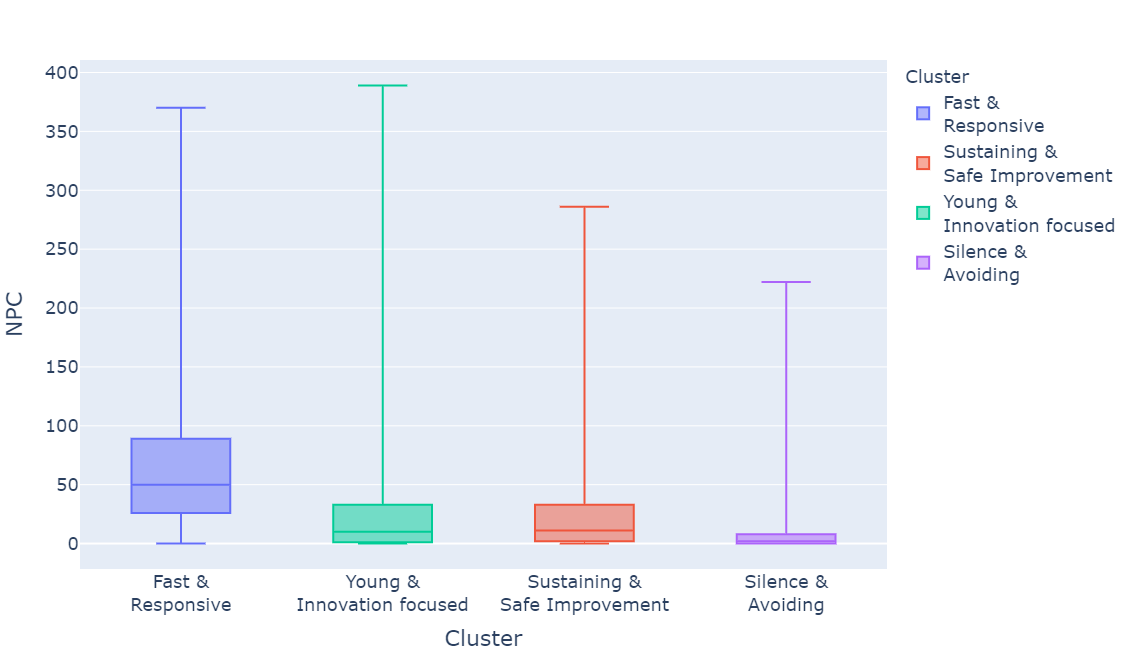 400
350
300
250
200
150
100
50
0
NPC
Fast &
Responsive
Young &
Innovation focused
Sustaining &
Safe Improvement
Silence &
Avoiding
Cluster
Cluster
Fast &
Responsive
Sustaining &
Safe Improvement
Young &
Innovation focused
Silence &
Avoiding